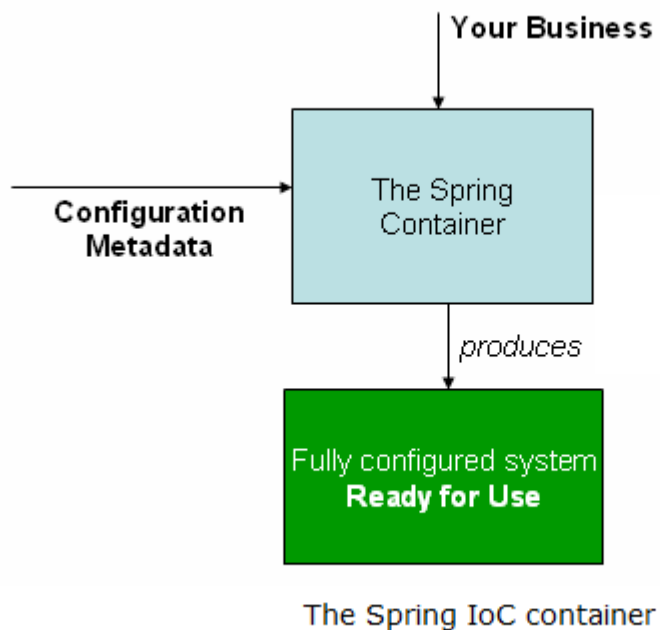 Your Business
The Spring
Container
Configuration
Metadata
produces
Fully configured system
Ready for Use
The Spring IoC container